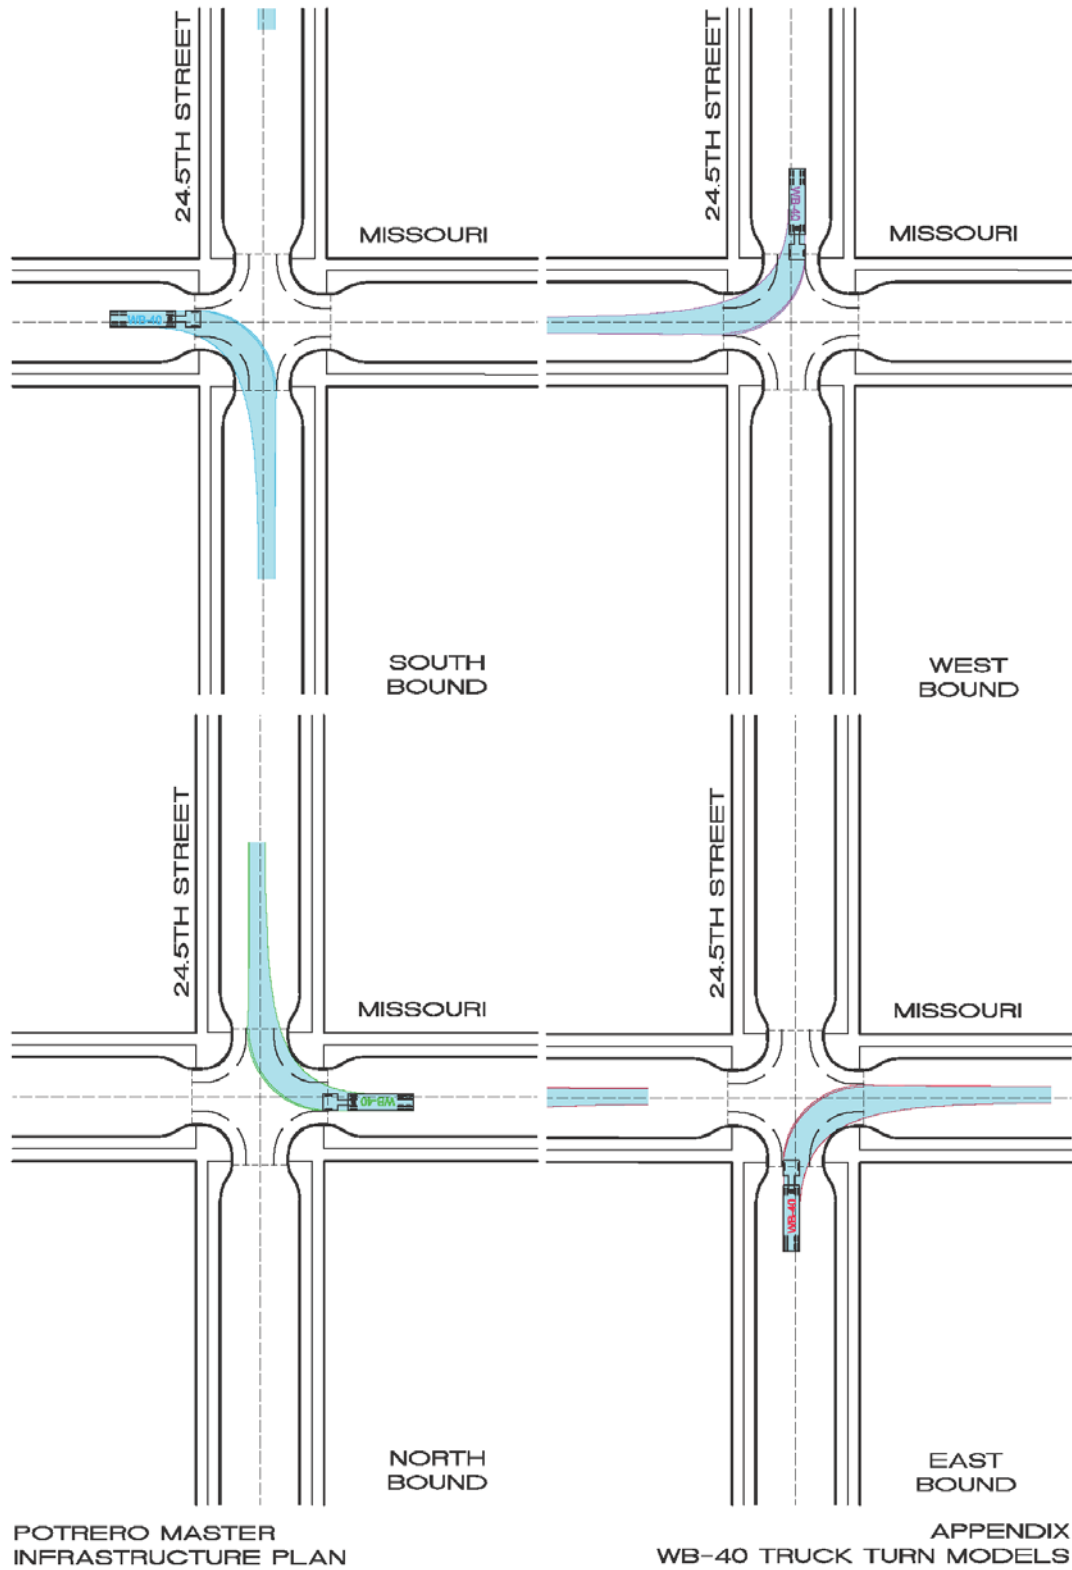 24.5TH STREET
MISSOURI
WB-40
SOUTH
BOUND
24.5TH STREET
MISSOURI
WB-40
WEST
BOUND
24.5TH STREET
MISSOURI
WB-40
NORTH
BOUND
24.5TH STREET
MISSOURI
WB-40
EAST
BOUND
POTRERO MASTER
INFRASTRUCTURE PLAN
APPENDIX
WB-40 TRUCK TURN MODELS